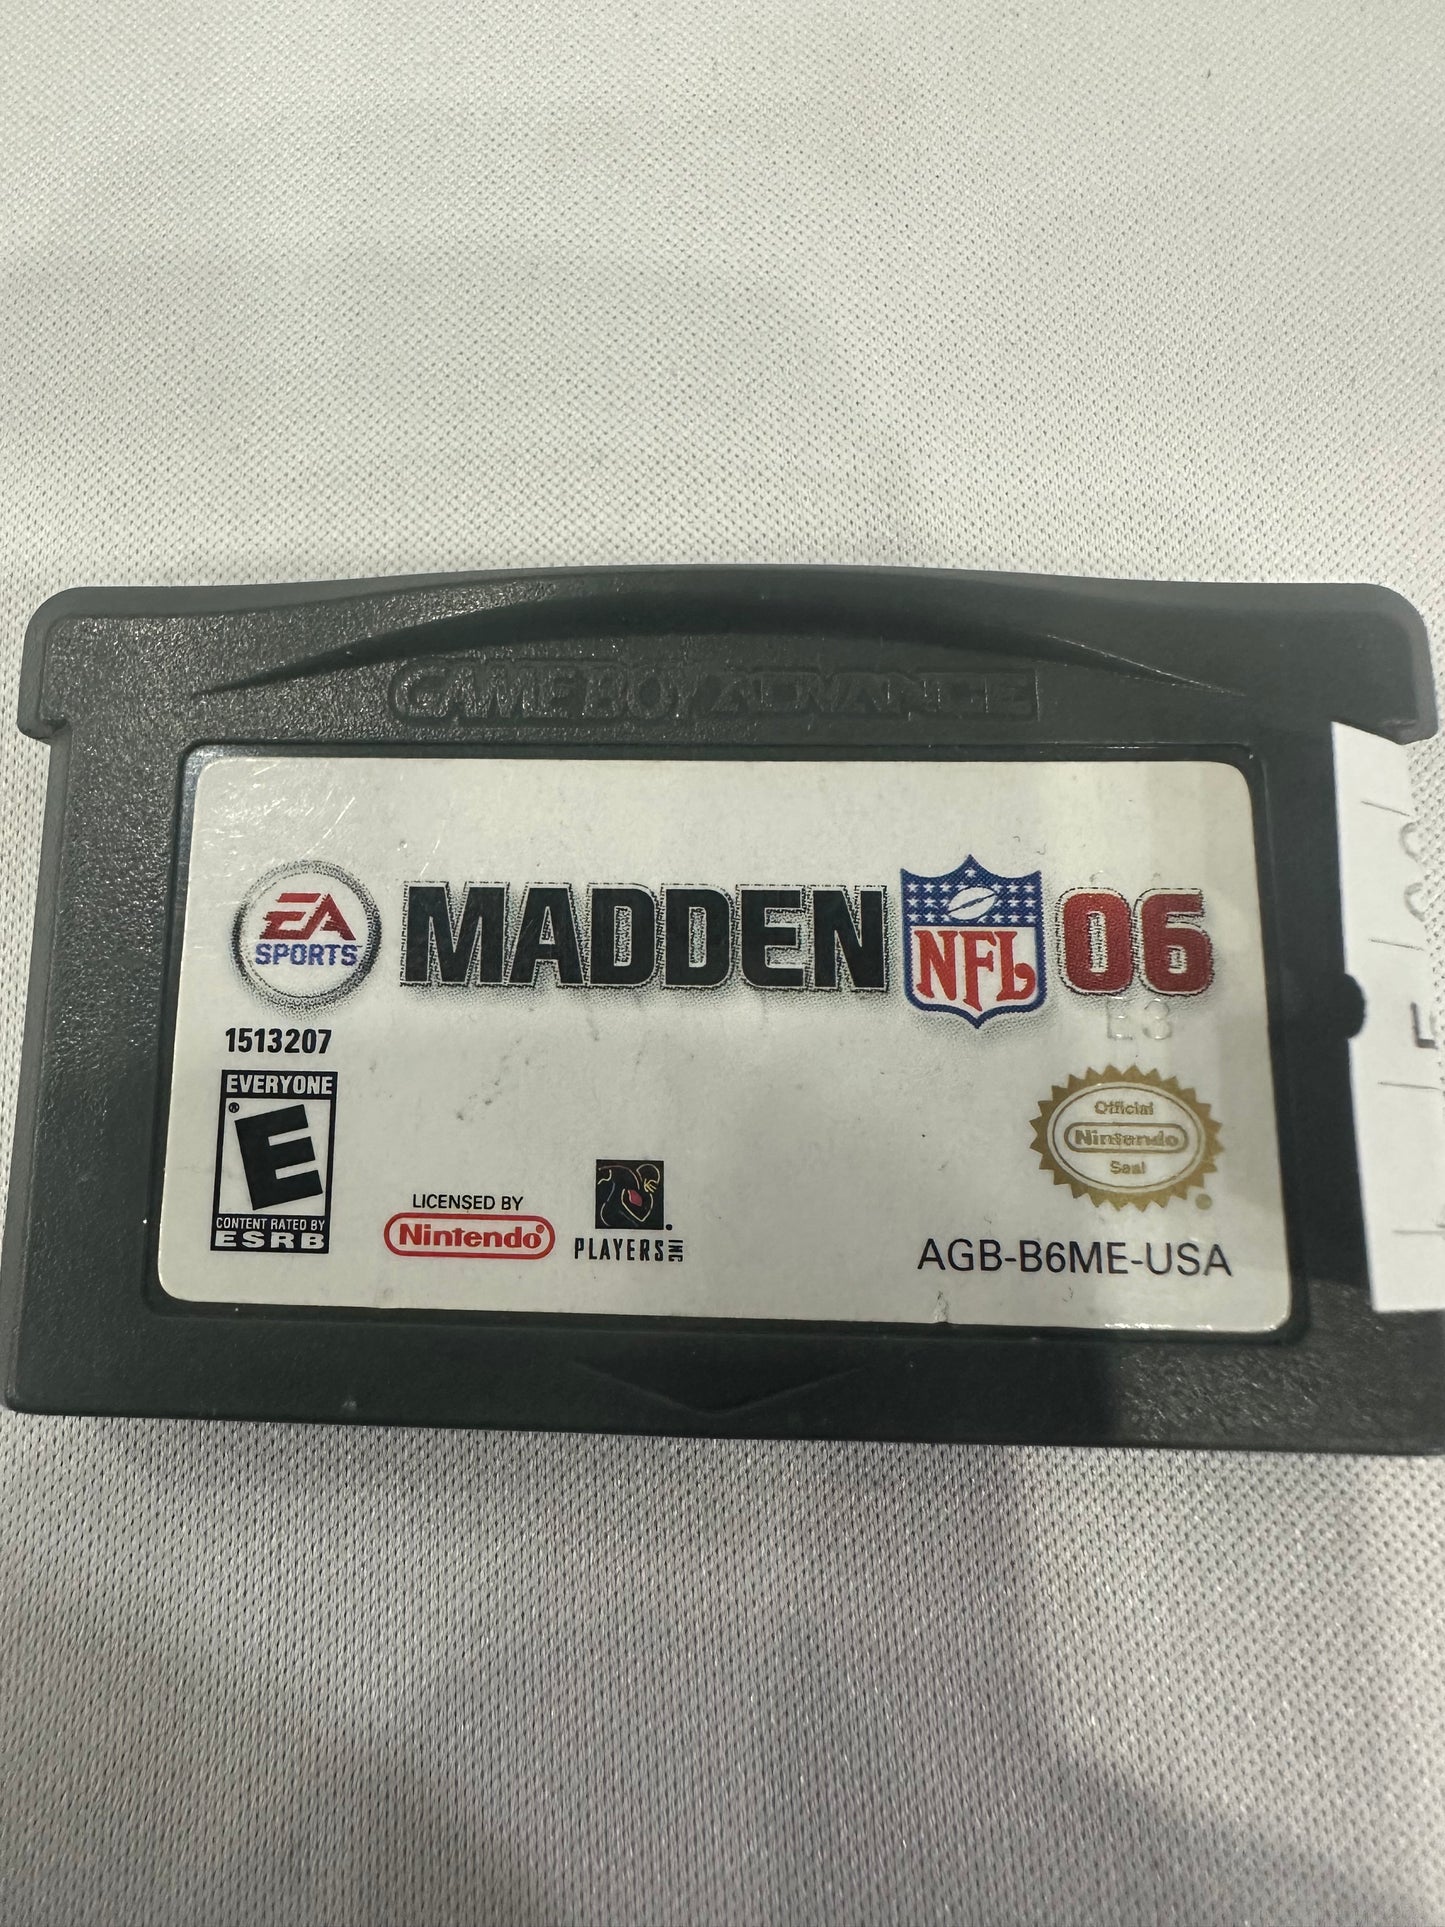 GAME BOY ADVANCE
EA
SPORTS
MADDEN NFL 06
E3
1513207
EVERYONE
E
CONTENT RATED BY
ESRB
LICENSED BY
Nintendo®
PLAYERS INC
Official
Nintendo
Seal
AGB-B6ME-USA